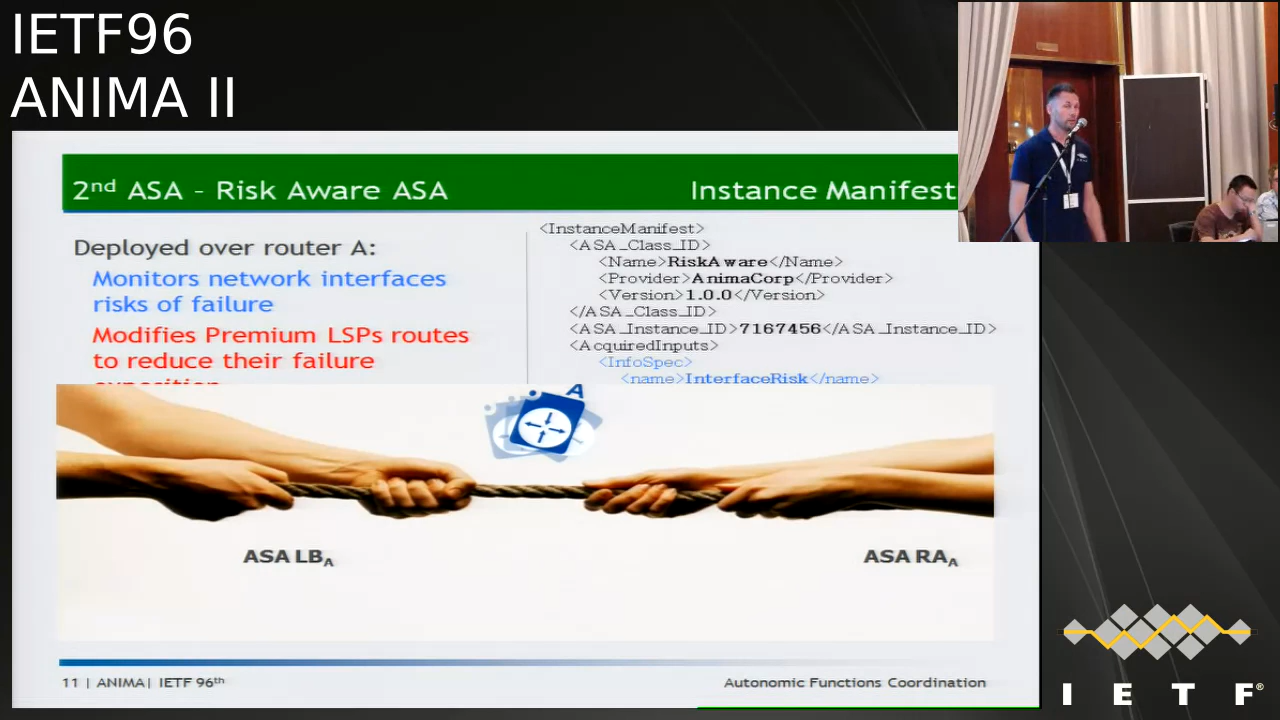 IETF96
ANIMA II
2nd ASA - Risk Aware ASA
Instance Manifest
Deployed over router A:
Monitors network interfaces
risks of failure
Modifies Premium LSPs routes
to reduce their failure
<InstanceManifest>
<ASA_Class_ID>
<Name>RiskAware</Name>
<Provider>AnimaCorp</Provider>
<Version>1.0.0</Version>
</ASA_Class_ID>
<ASA_Instance_ID>7167456</ASA_Instance_ID>
<AcquiredInputs>
<InfoSpec>
<name>InterfaceRisk</name>
A
ASA LBA
ASA RAA
11 | ANIMA| IETF 96th
Autonomic Functions Coordination
I E T F®